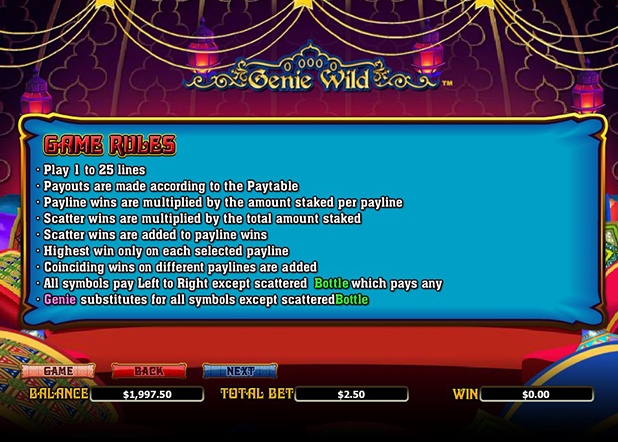 Genie Wild™
GAME RULES
· Play 1 to 25 lines
· Payouts are made according to the Paytable
· Payline wins are multiplied by the amount staked per payline
· Scatter wins are multiplied by the total amount staked
· Scatter wins are added to payline wins
· Highest win only on each selected payline
· Coinciding wins on different paylines are added
· All symbols pay Left to Right except scattered Bottle which pays any
· Genie substitutes for all symbols except scatteredBottle
GAME BACK NEXT
BALANCE $1,997.50 TOTAL BET $2.50 WIN $0.00